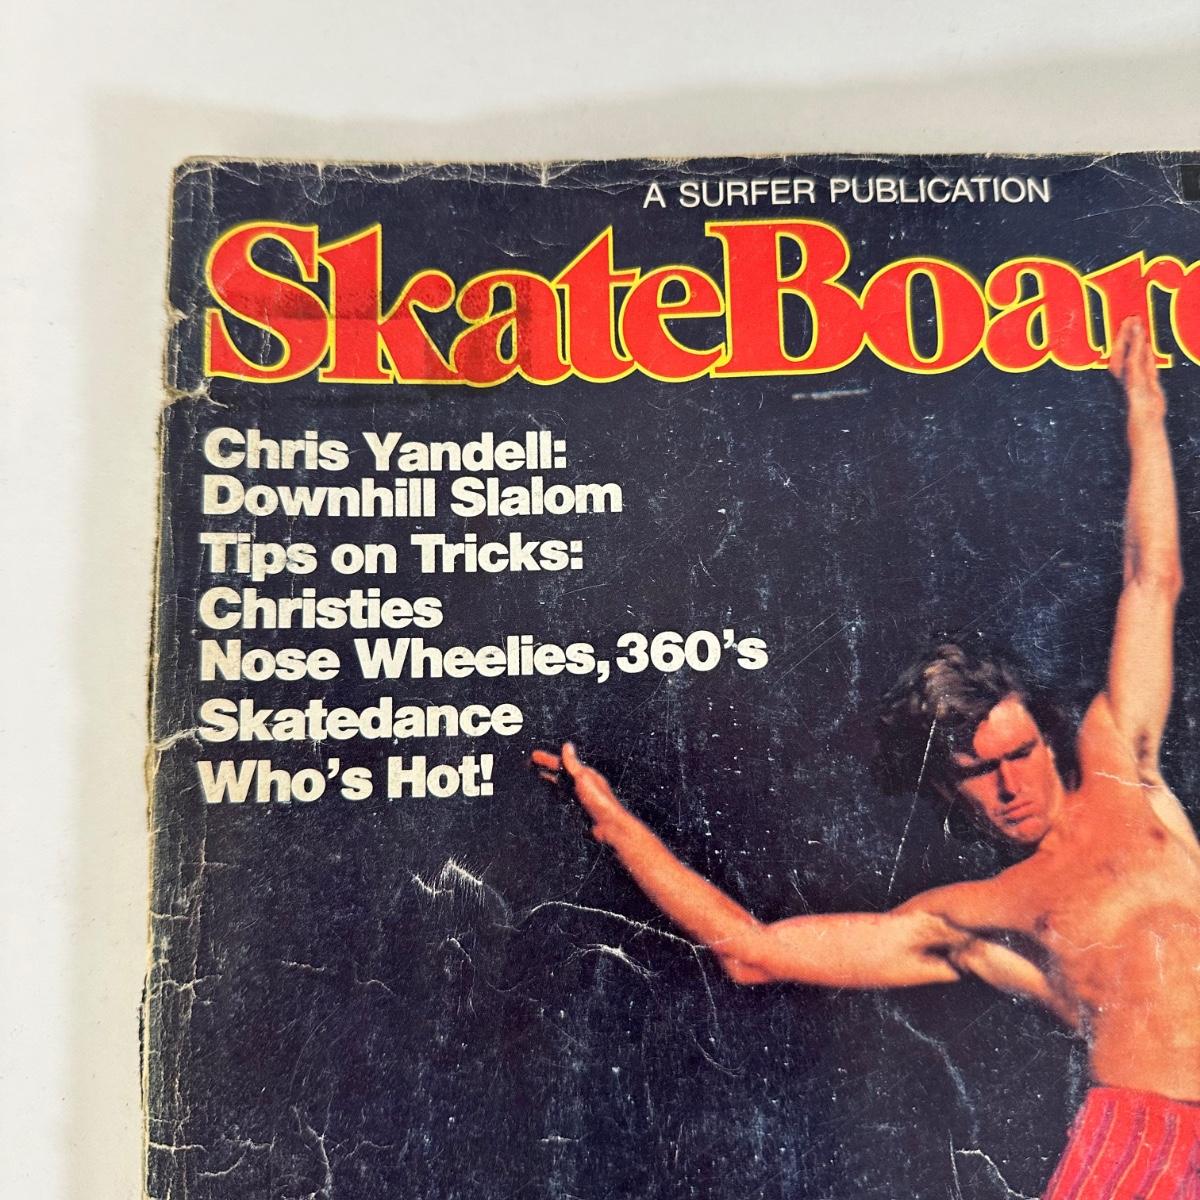 A SURFER PUBLICATION
SkateBoar
Chris Yandell:
Downhill Slalom
Tips on Tricks:
Christies
Nose Wheelies, 360's
Skatedance
Who's Hot!